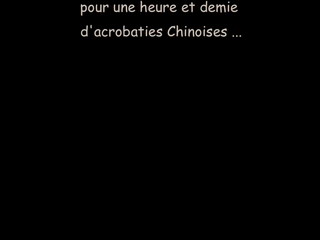 pour une heure et demie
d'acrobaties Chinoises ...